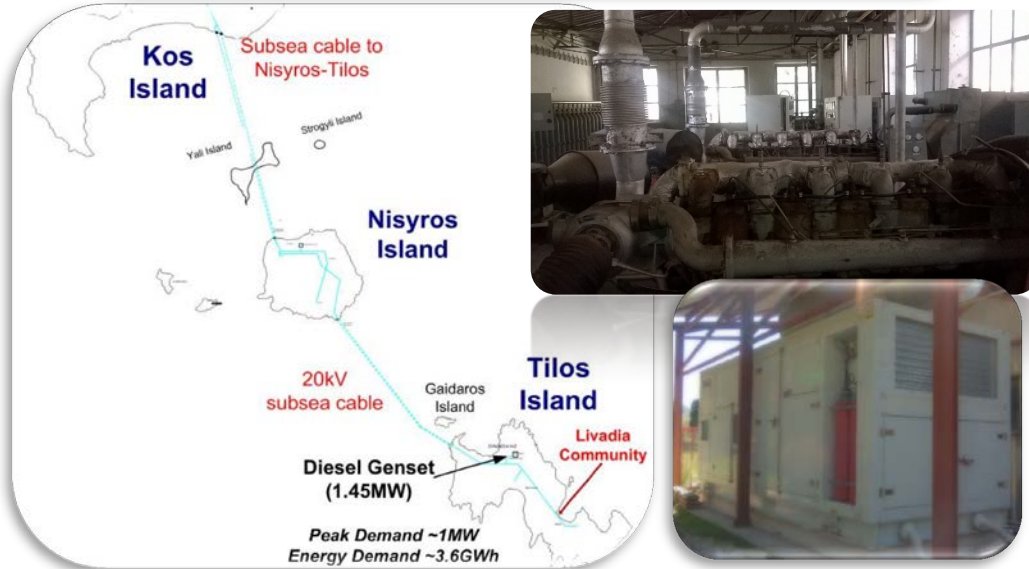 Kos
Island
Subsea cable to
Nisyros-Tilos
Strogyli Island
Yali Island
Nisyros
Island
20kV
subsea cable
Gaidaros
Island
Tilos
Island
Livadia
Community
Diesel Genset
(1.45MW)
Peak Demand ~1MW
Energy Demand ~3.6GWh